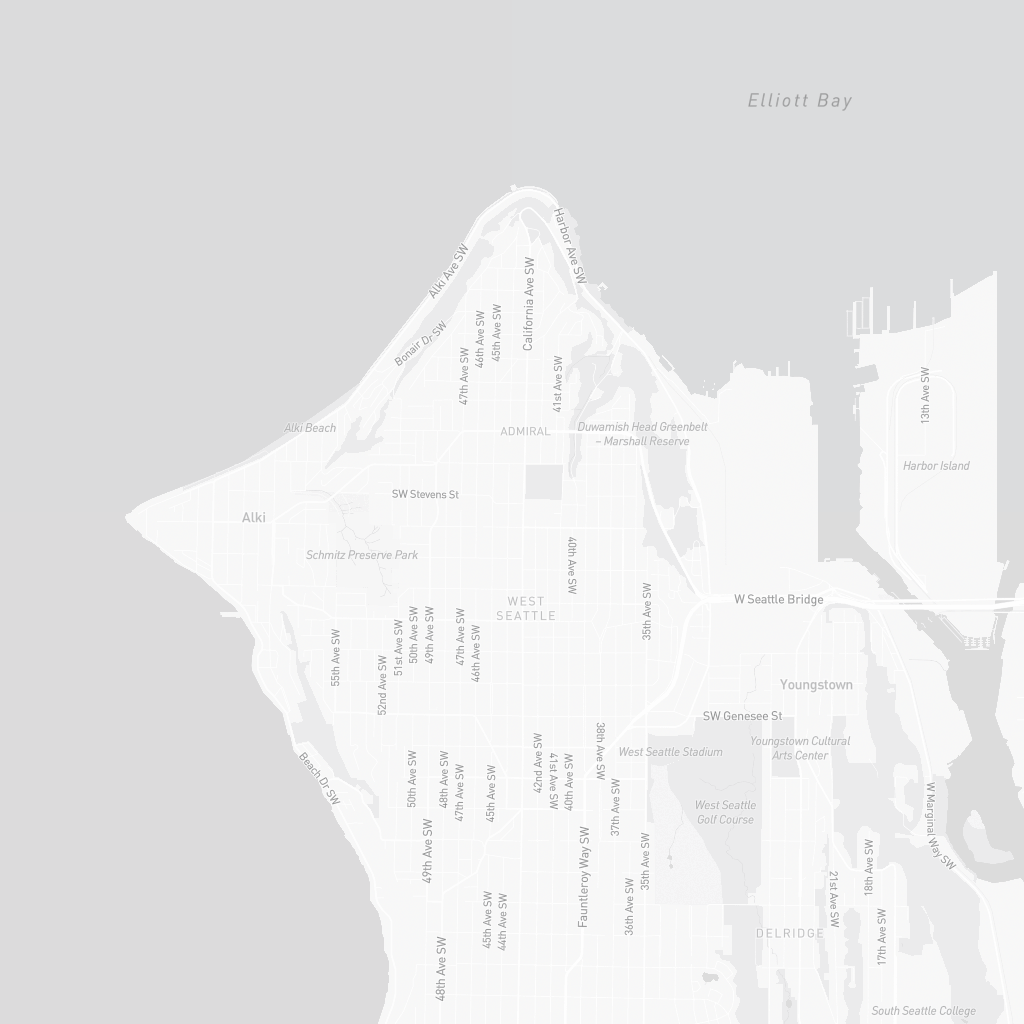 Elliott Bay
Harbor Ave SW
Alki Ave SW
California Ave SW
Bonair Dr SW
47th Ave SW
46th Ave SW
45th Ave SW
41st Ave SW
13th Ave SW
Alki Beach
ADMIRAL
Duwamish Head Greenbelt
– Marshall Reserve
Harbor Island
SW Stevens St
Alki
Schmitz Preserve Park
40th Ave SW
WEST
SEATTLE
35th Ave SW
W Seattle Bridge
55th Ave SW
52nd Ave SW
51st Ave SW
50th Ave SW
49th Ave SW
47th Ave SW
46th Ave SW
Youngstown
SW Genesee St
West Seattle Stadium
Youngstown Cultural
Arts Center
Beach Dr SW
50th Ave SW
48th Ave SW
47th Ave SW
45th Ave SW
42nd Ave SW
41st Ave SW
40th Ave SW
38th Ave SW
37th Ave SW
West Seattle
Golf Course
W Marginal Way SW
49th Ave SW
Fauntleroy Way SW
35th Ave SW
36th Ave SW
21st Ave SW
18th Ave SW
17th Ave SW
45th Ave SW
44th Ave SW
48th Ave SW
DELRIDGE
South Seattle College